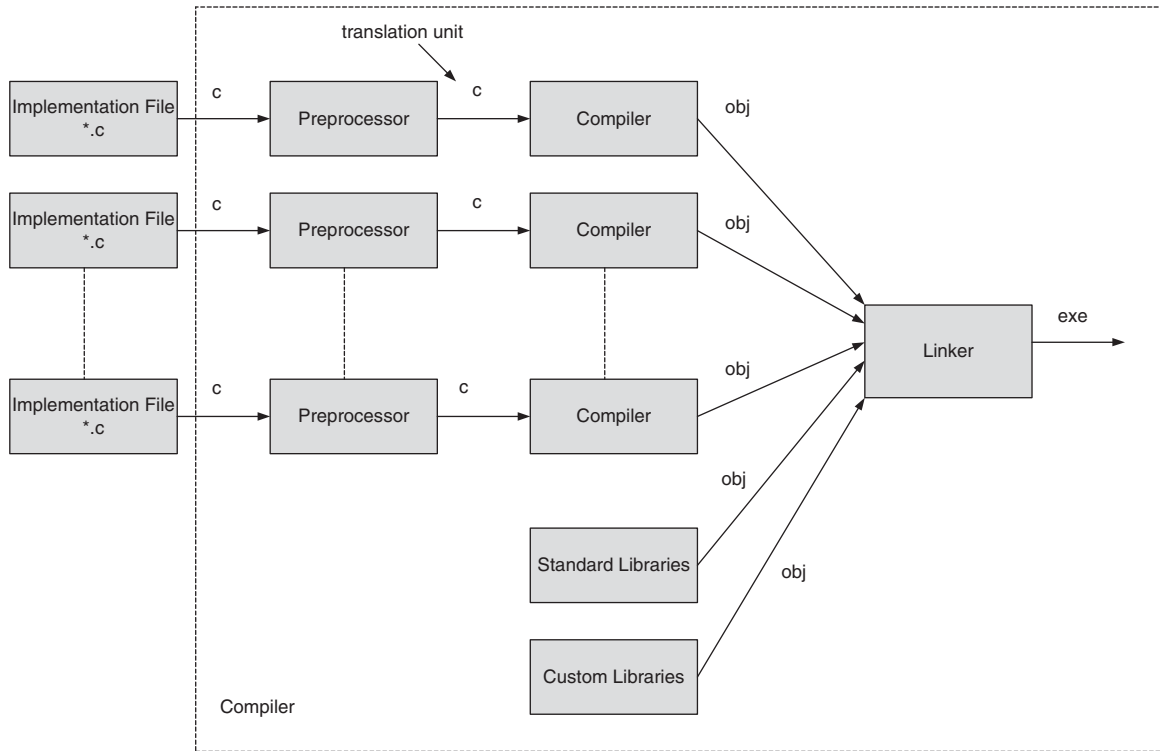 translation unit
c
c
obj
Implementation File
*.c
Preprocessor
Compiler
c
c
obj
Implementation File
*.c
Preprocessor
Compiler
exe
Linker
c
c
obj
Implementation File
*.c
Preprocessor
Compiler
obj
Standard Libraries
obj
Custom Libraries
Compiler